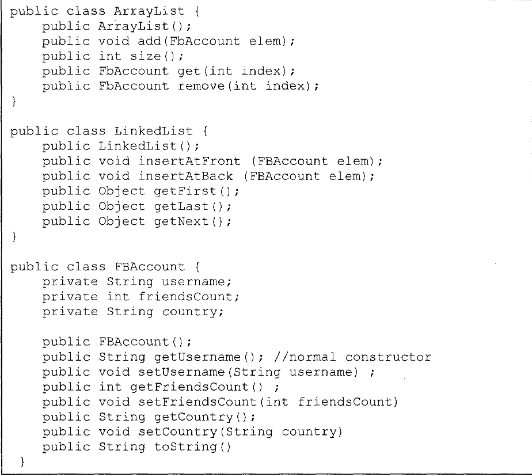 public class ArrayList {
public ArrayList();
public void add(FbAccount elem);
public int size();
public FbAccount get(int index);
public FbAccount remove(int index);
}
public class LinkedList {
public LinkedList();
public void insertAtFront (FBAccount elem);
public void insertAtBack (FBAccount elem);
public Object getFirst();
public Object getLast();
public Object getNext();
}
public class FBAccount {
private String username;
private int friendsCount;
private String country;
public FBAccount();
public String getUsername(); //normal constructor
public void setUsername(String username) ;
public int getFriendsCount() ;
public void setFriendsCount(int friendsCount)
public String getCountry();
public void setCountry(String country)
public String toString()
}